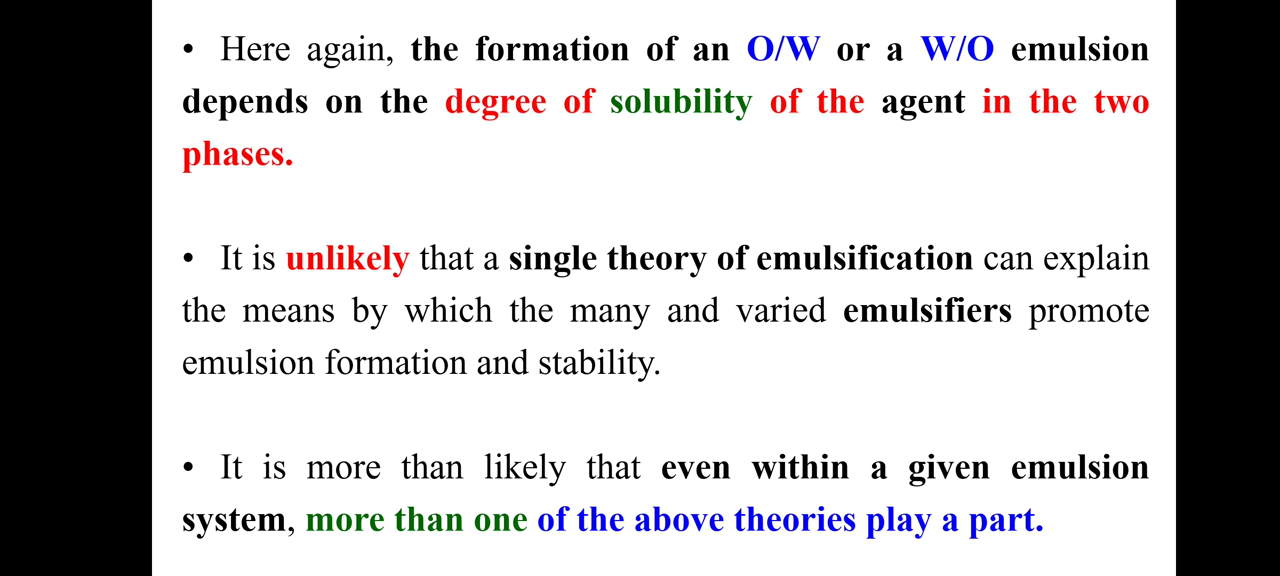 • Here again, the formation of an O/W or a W/O emulsion
depends on the degree of solubility of the agent in the two
phases.
• It is unlikely that a single theory of emulsification can explain
the means by which the many and varied emulsifiers promote
emulsion formation and stability.
• It is more than likely that even within a given emulsion
system, more than one of the above theories play a part.